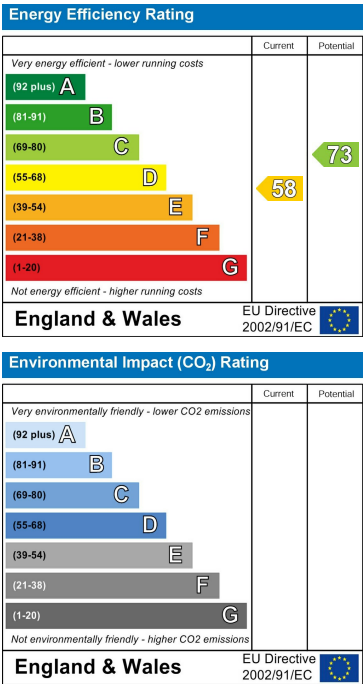 Energy Efficiency Rating
Current Potential
Very energy efficient - lower running costs
(92 plus) A
(81-91) B
(69-80) C
73
(55-68) D
58
(39-54) E
(21-38) F
(1-20) G
Not energy efficient - higher running costs
England & Wales
EU Directive
2002/91/EC
Environmental Impact (CO₂) Rating
Current Potential
Very environmentally friendly - lower CO2 emissions
(92 plus) A
(81-91) B
(69-80) C
(55-68) D
(39-54) E
(21-38) F
(1-20) G
Not environmentally friendly - higher CO2 emissions
England & Wales
EU Directive
2002/91/EC